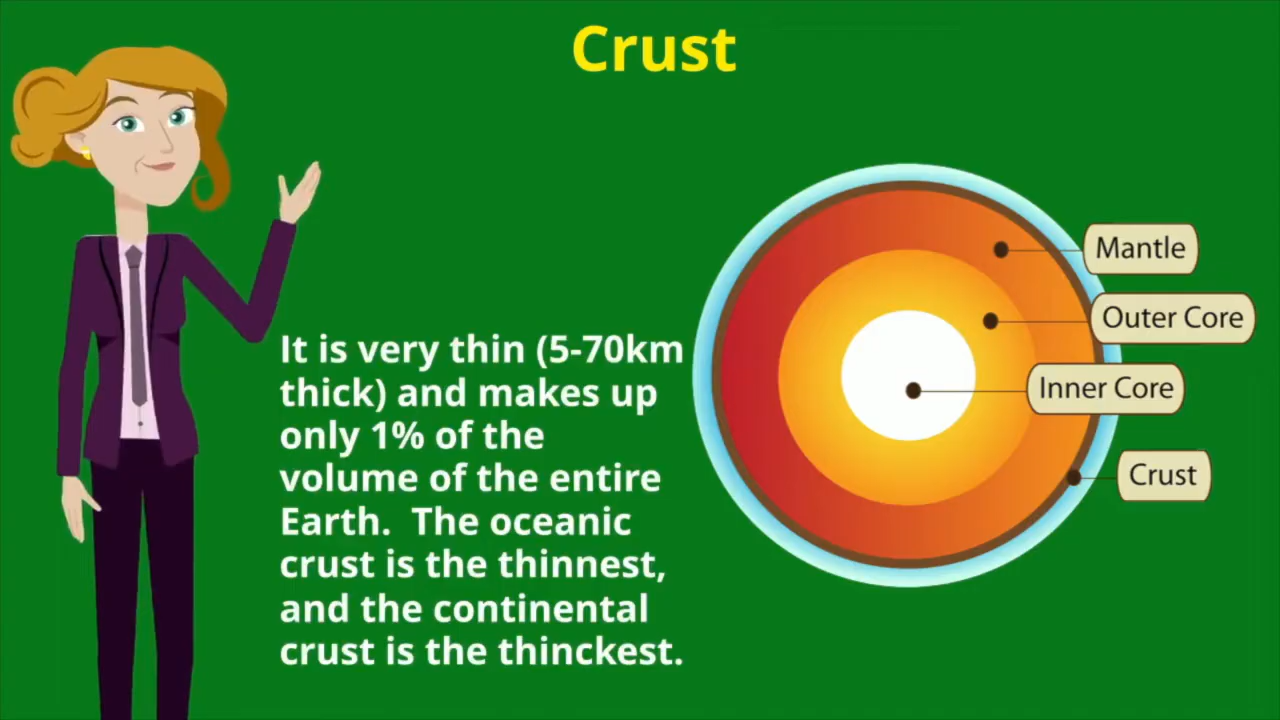 Crust
Mantle
Outer Core
Inner Core
Crust
It is very thin (5-70km
thick) and makes up
only 1% of the
volume of the entire
Earth.  The oceanic
crust is the thinnest,
and the continental
crust is the thinckest.